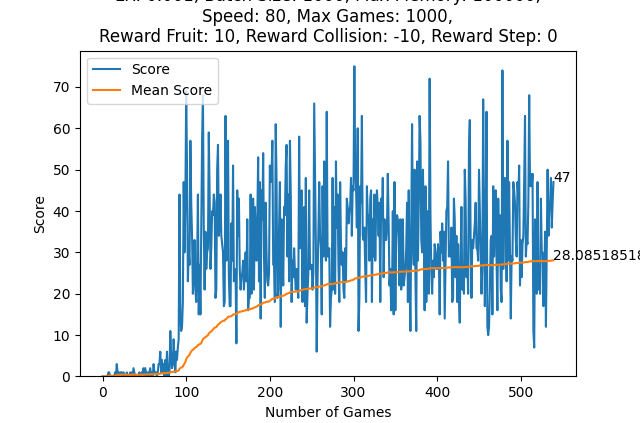 Speed: 80, Max Games: 1000,
Reward Fruit: 10, Reward Collision: -10, Reward Step: 0
Score
Mean Score
70
60
50
40
30
20
10
0
Score
47
28.08518518
0
100
200
300
400
500
Number of Games